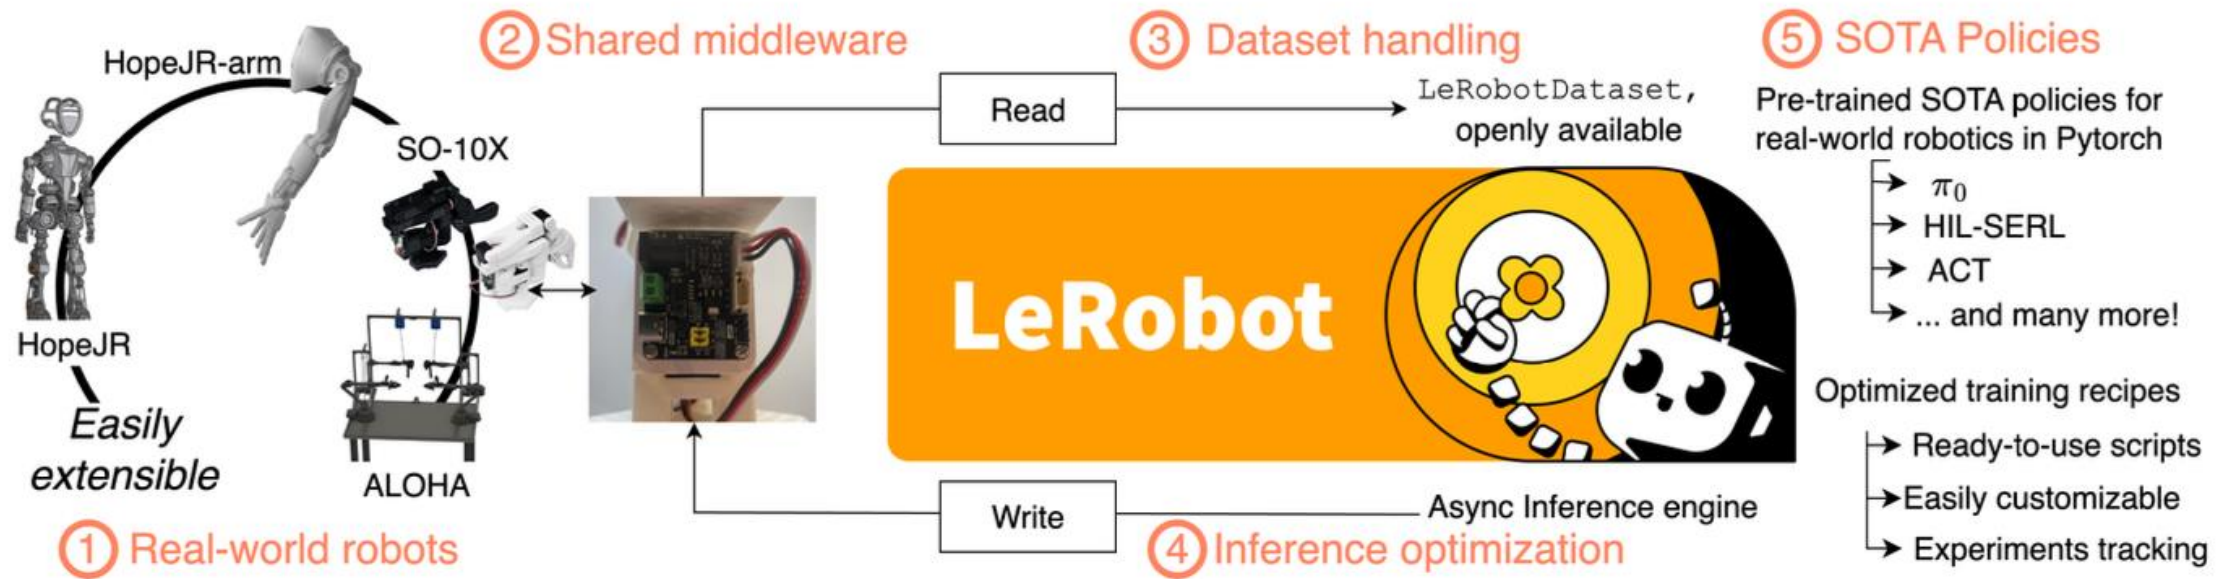 HopeJR-arm
SO-10X
HopeJR
Easily
extensible
ALOHA
1 Real-world robots
2 Shared middleware
Read
3 Dataset handling
LeRobotDataset,
openly available
LeRobot
Write
Async Inference engine
4 Inference optimization
5 SOTA Policies
Pre-trained SOTA policies for
real-world robotics in Pytorch
π₀
HIL-SERL
ACT
... and many more!
Optimized training recipes
Ready-to-use scripts
Easily customizable
Experiments tracking